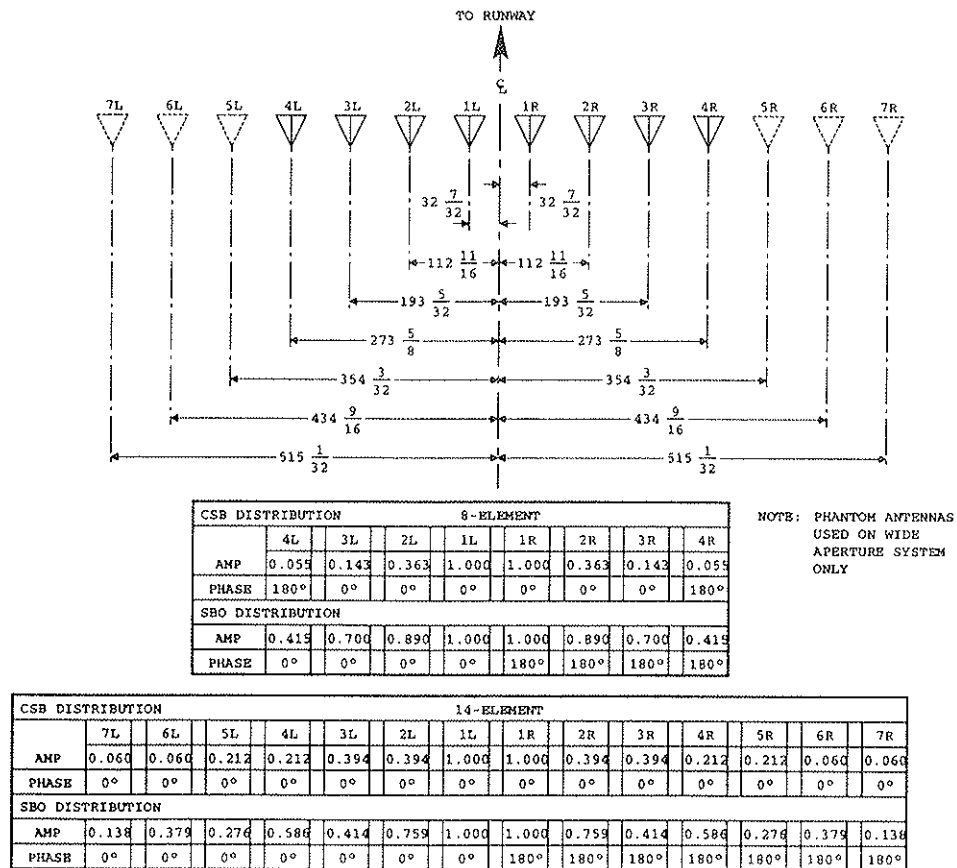 TO RUNWAY
℄
7L 6L 5L 4L 3L 2L 1L 1R 2R 3R 4R 5R 6R 7R
32 7/32 32 7/32
112 11/16 112 11/16
193 5/32 193 5/32
273 5/8 273 5/8
354 3/32 354 3/32
434 9/16 434 9/16
515 1/32 515 1/32
CSB DISTRIBUTION 8-ELEMENT
4L 3L 2L 1L 1R 2R 3R 4R
AMP 0.055 0.143 0.363 1.000 1.000 0.363 0.143 0.055
PHASE 180° 0° 0° 0° 0° 0° 0° 180°
SBO DISTRIBUTION
AMP 0.415 0.700 0.890 1.000 1.000 0.890 0.700 0.415
PHASE 0° 0° 0° 0° 180° 180° 180° 180°
NOTE: PHANTOM ANTENNAS
USED ON WIDE
APERTURE SYSTEM
ONLY
CSB DISTRIBUTION 14-ELEMENT
7L 6L 5L 4L 3L 2L 1L 1R 2R 3R 4R 5R 6R 7R
AMP 0.060 0.060 0.212 0.212 0.394 0.394 1.000 1.000 0.394 0.394 0.212 0.212 0.060 0.060
PHASE 0° 0° 0° 0° 0° 0° 0° 0° 0° 0° 0° 0° 0° 0°
SBO DISTRIBUTION
AMP 0.138 0.379 0.276 0.586 0.414 0.759 1.000 1.000 0.759 0.414 0.586 0.276 0.379 0.138
PHASE 0° 0° 0° 0° 0° 0° 0° 180° 180° 180° 180° 180° 180° 180°